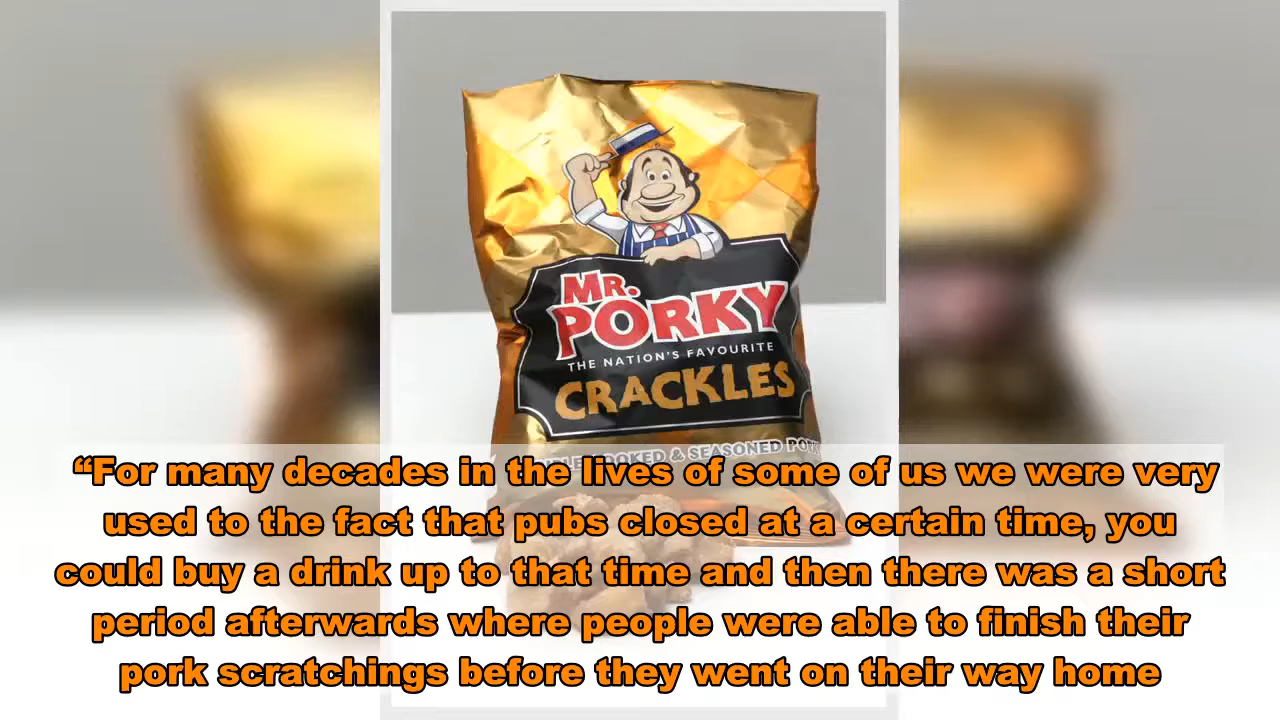 MR.
PORKY
THE NATION'S FAVOURITE
CRACKLES
COOKED & SEASONED
“For many decades in the lives of some of us we were very
used to the fact that pubs closed at a certain time, you
could buy a drink up to that time and then there was a short
period afterwards where people were able to finish their
pork scratchings before they went on their way home